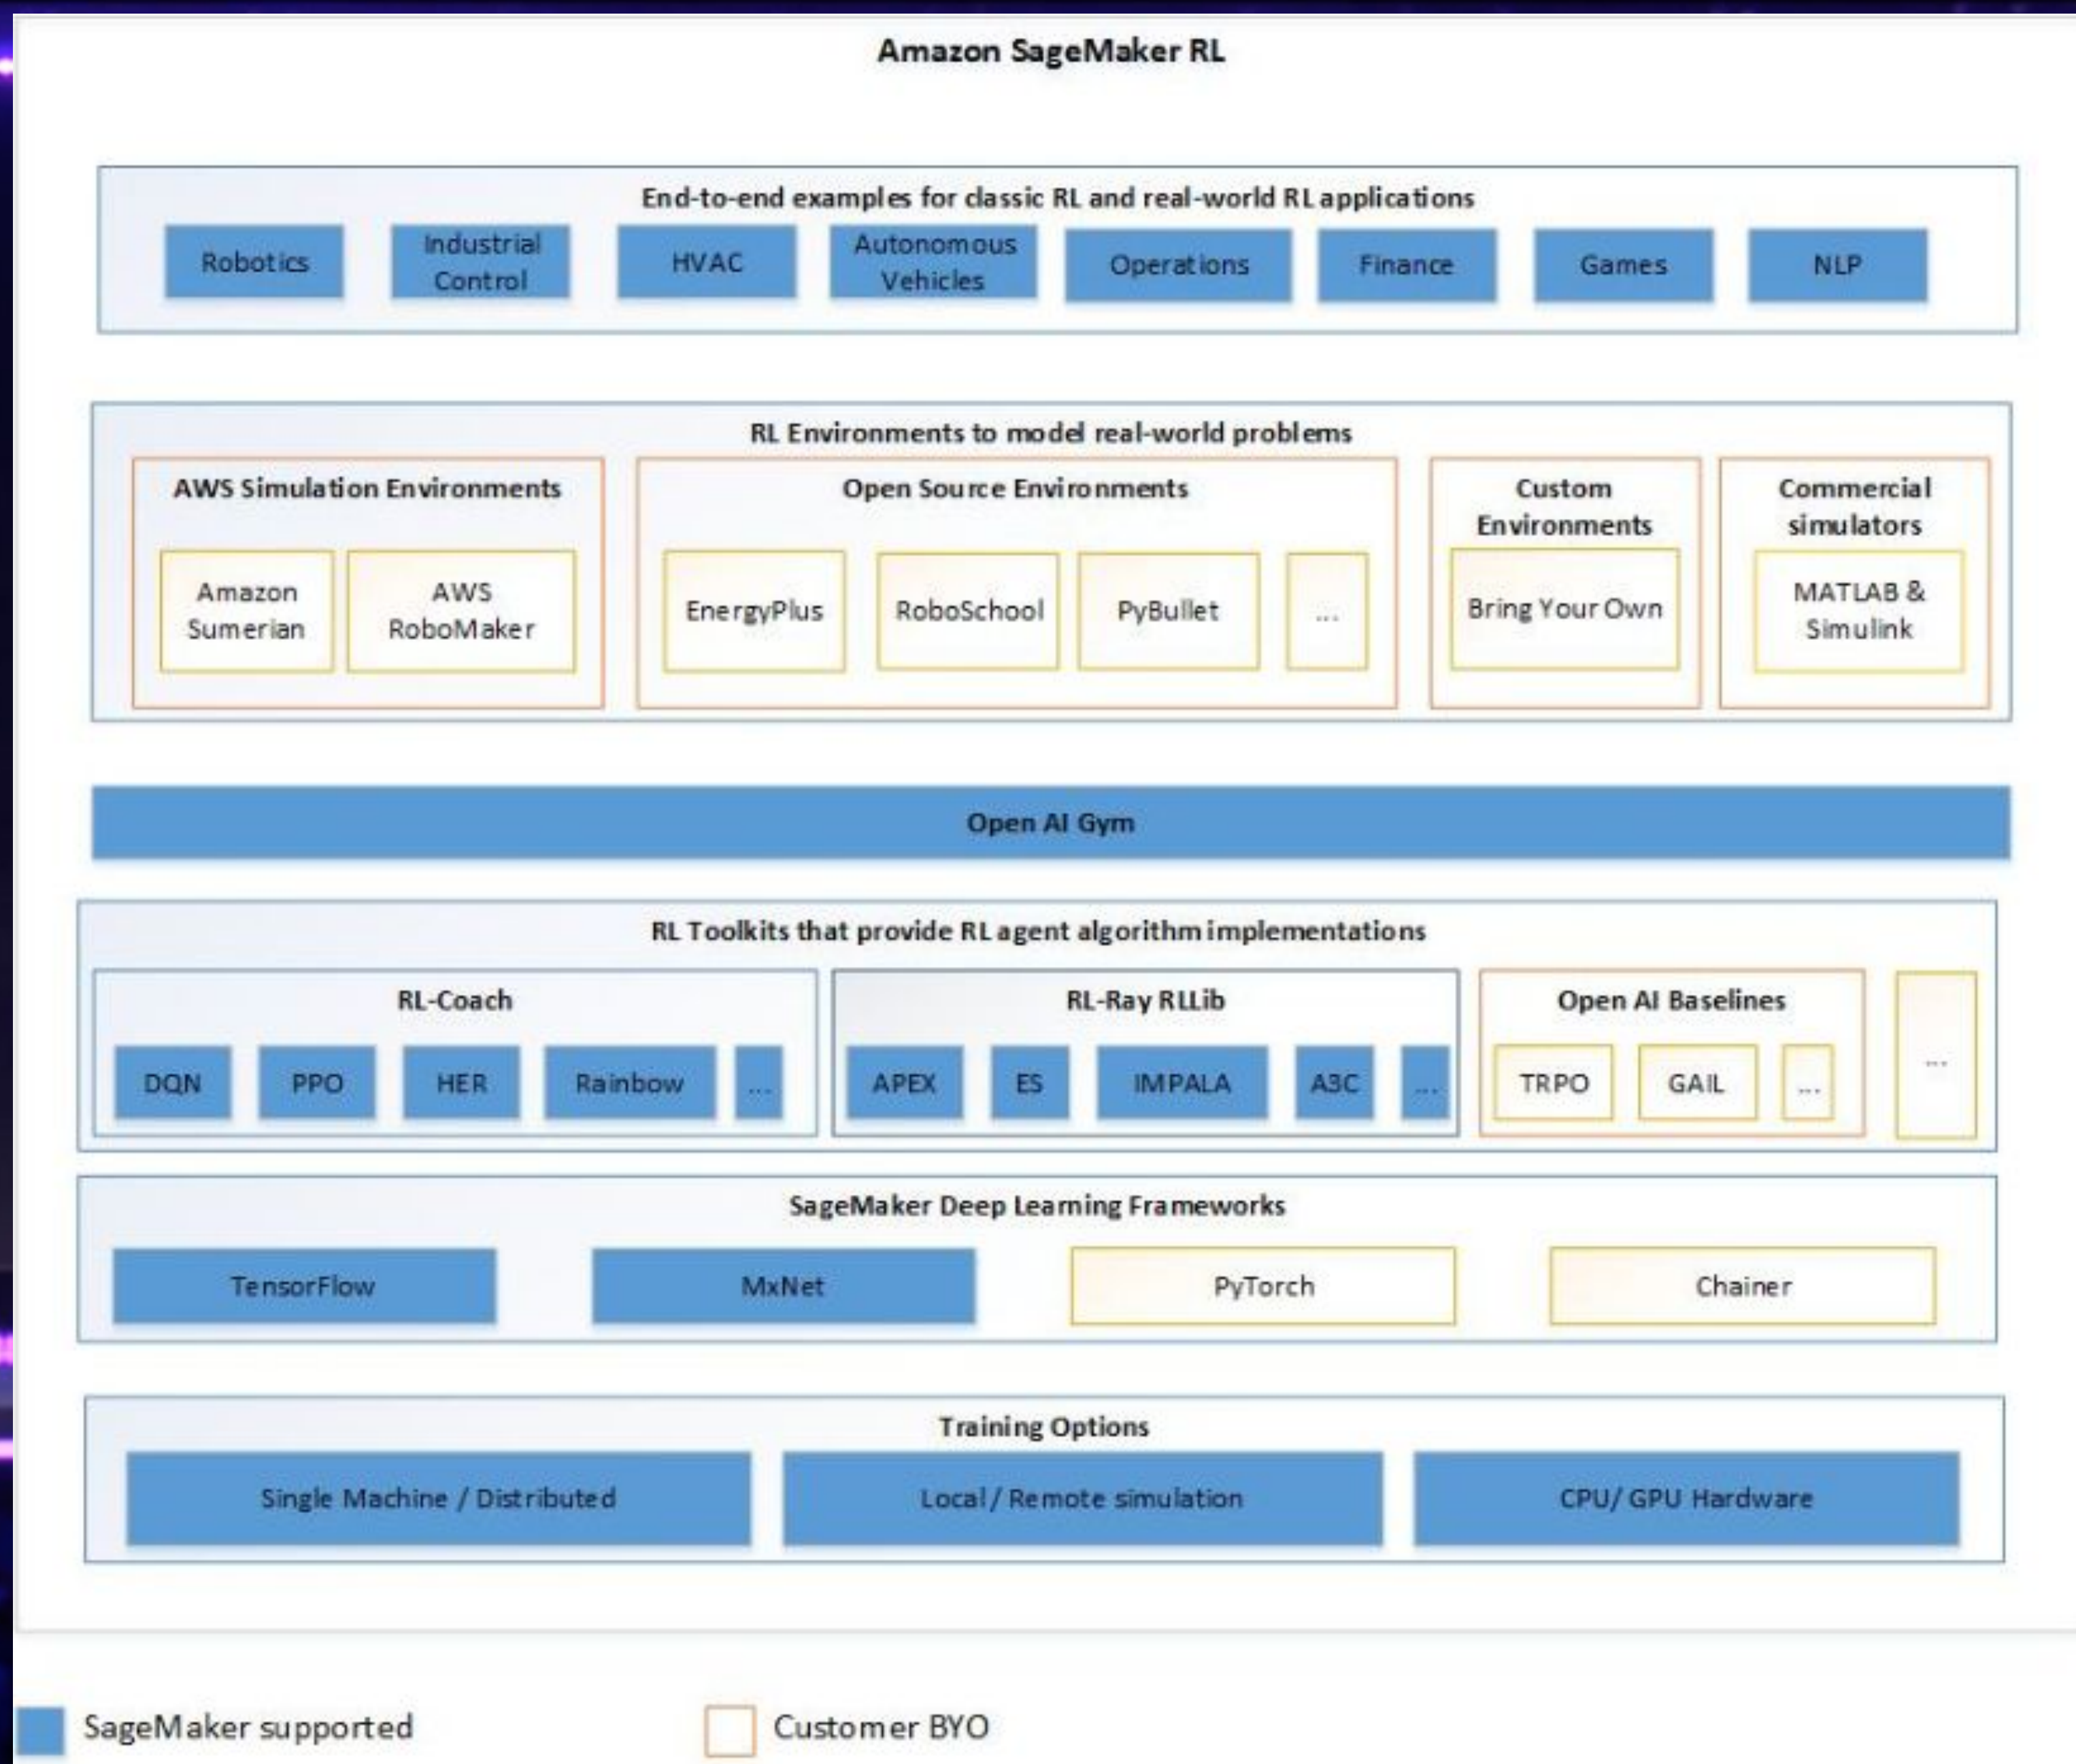 Amazon SageMaker RL
End-to-end examples for classic RL and real-world RL applications
Robotics
Industrial
Control
HVAC
Autonomous
Vehicles
Operations
Finance
Games
NLP
RL Environments to model real-world problems
AWS Simulation Environments
Amazon
Sumerian
AWS
RoboMaker
Open Source Environments
EnergyPlus
RoboSchool
PyBullet
...
Custom
Environments
Bring Your Own
Commercial
simulators
MATLAB &
Simulink
Open AI Gym
RL Toolkits that provide RL agent algorithm implementations
RL-Coach
DQN
PPO
HER
Rainbow
...
RL-Ray RLLib
APEX
ES
IMPALA
A3C
...
Open AI Baselines
TRPO
GAIL
...
...
SageMaker Deep Learning Frameworks
TensorFlow
MxNet
PyTorch
Chainer
Training Options
Single Machine / Distributed
Local / Remote simulation
CPU/ GPU Hardware
SageMaker supported
Customer BYO